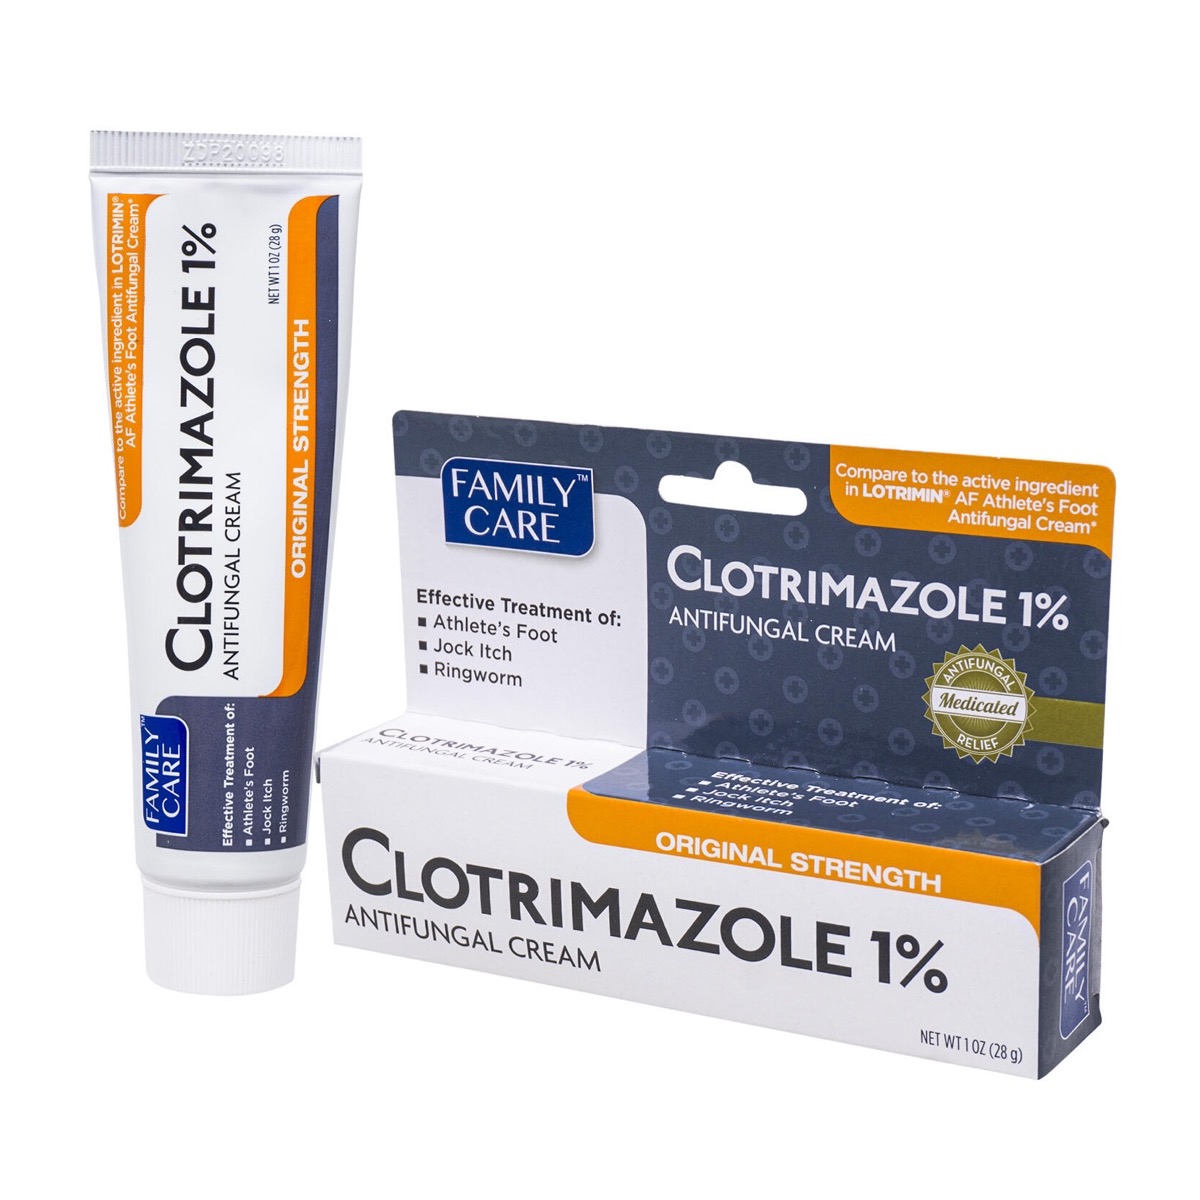 ZDP20098
Compare to the active ingredient in LOTRIMIN®
AF Athlete's Foot Antifungal Cream*
CLOTRIMAZOLE 1%
ANTIFUNGAL CREAM
NET WT 1 OZ (28 g)
ORIGINAL STRENGTH
FAMILY™
CARE
Effective Treatment of:
▪ Athlete's Foot
▪ Jock Itch
▪ Ringworm
FAMILY™
CARE
Effective Treatment of:
▪ Athlete's Foot
▪ Jock Itch
▪ Ringworm
Compare to the active ingredient
in LOTRIMIN® AF Athlete's Foot
Antifungal Cream*
CLOTRIMAZOLE 1%
ANTIFUNGAL CREAM
ANTIFUNGAL
Medicated
RELIEF
CLOTRIMAZOLE 1%
ANTIFUNGAL CREAM
Effective Treatment of:
▪ Athlete's Foot
▪ Jock Itch
▪ Ringworm
ORIGINAL STRENGTH
CLOTRIMAZOLE 1%
ANTIFUNGAL CREAM
NET WT 1 OZ (28 g)
FAMILY™
CARE